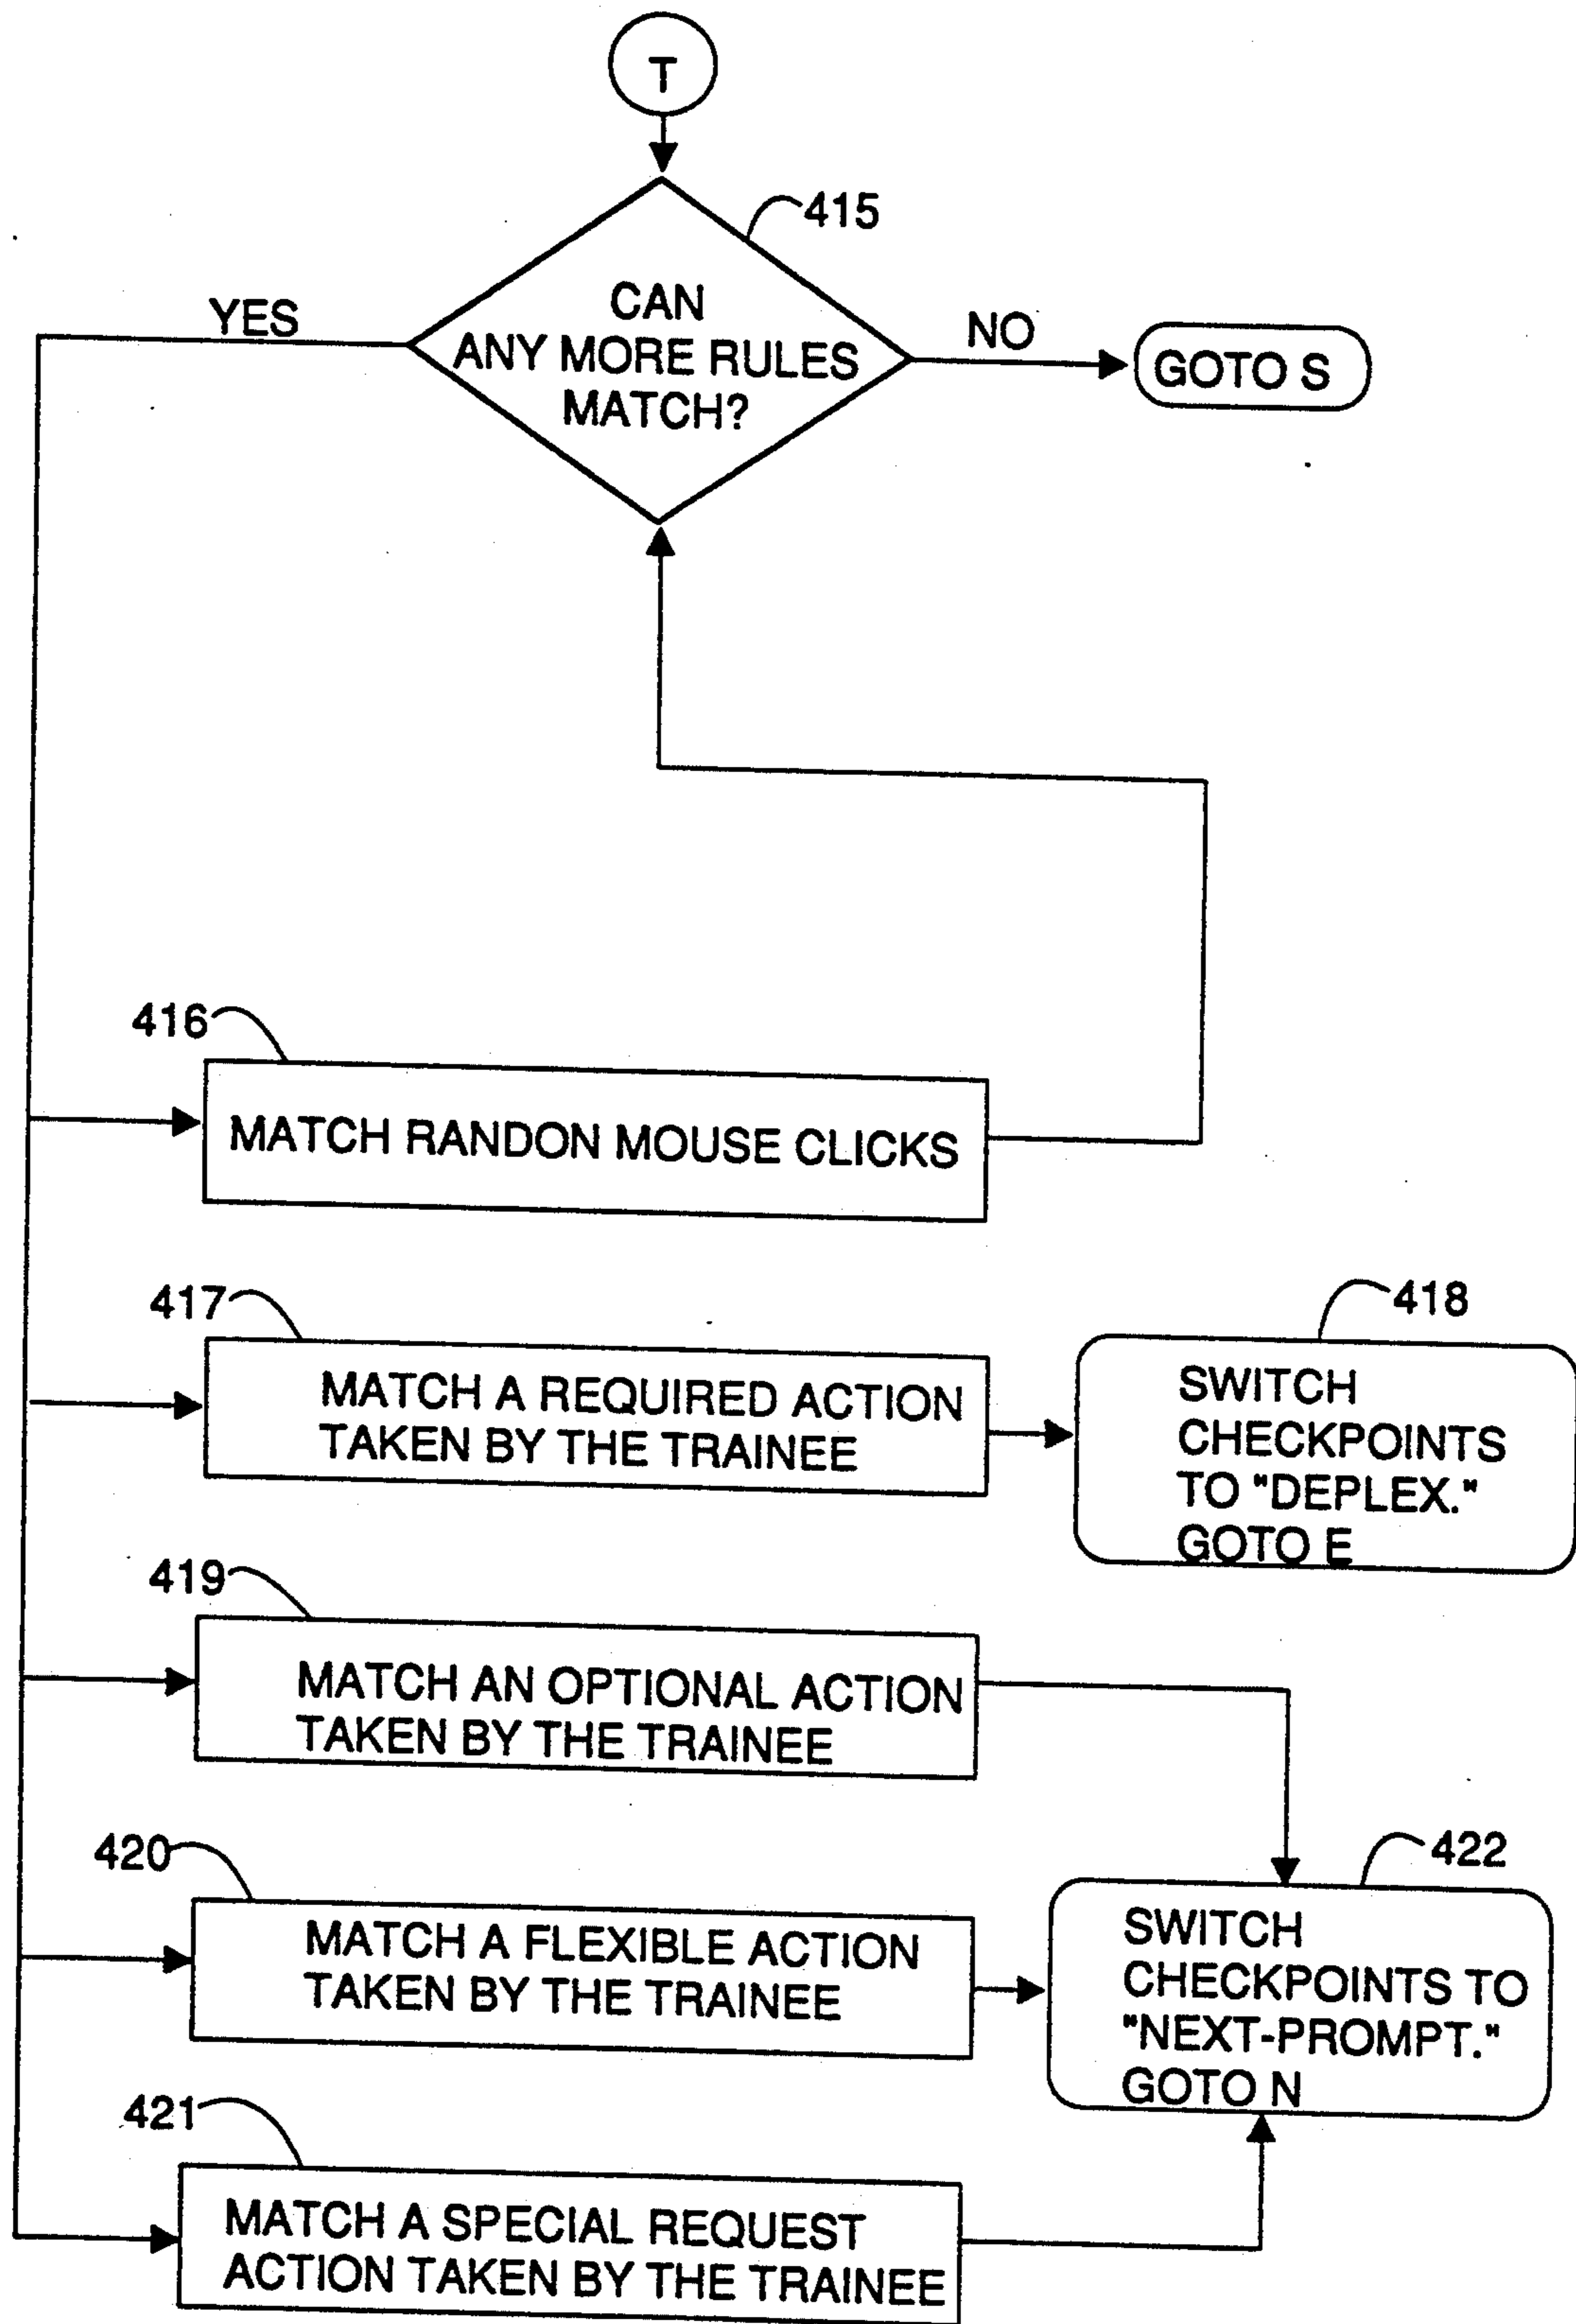 T
415
CAN
ANY MORE RULES
MATCH?
YES
NO
GOTO S
416
MATCH RANDON MOUSE CLICKS
417
MATCH A REQUIRED ACTION
TAKEN BY THE TRAINEE
418
SWITCH
CHECKPOINTS
TO "DEPLEX."
GOTO E
419
MATCH AN OPTIONAL ACTION
TAKEN BY THE TRAINEE
420
MATCH A FLEXIBLE ACTION
TAKEN BY THE TRAINEE
422
SWITCH
CHECKPOINTS TO
"NEXT-PROMPT."
GOTO N
421
MATCH A SPECIAL REQUEST
ACTION TAKEN BY THE TRAINEE